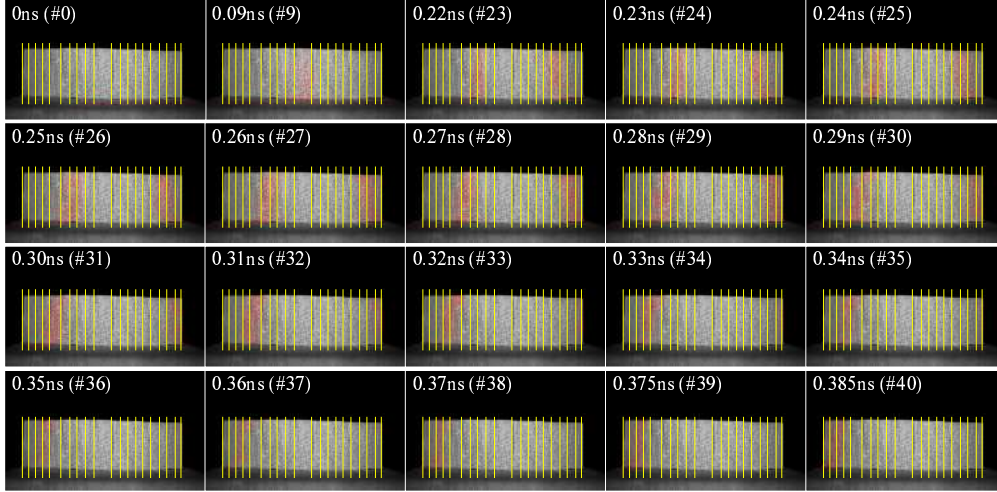 0ns (#0)
0.09ns (#9)
0.22ns (#23)
0.23ns (#24)
0.24ns (#25)
0.25ns (#26)
0.26ns (#27)
0.27ns (#28)
0.28ns (#29)
0.29ns (#30)
0.30ns (#31)
0.31ns (#32)
0.32ns (#33)
0.33ns (#34)
0.34ns (#35)
0.35ns (#36)
0.36ns (#37)
0.37ns (#38)
0.375ns (#39)
0.385ns (#40)